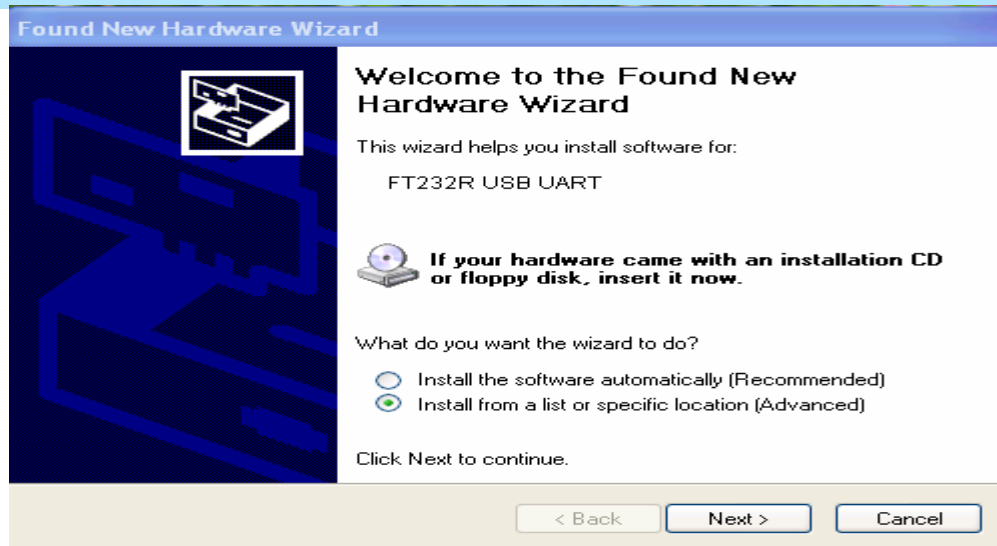 Found New Hardware Wizard
Welcome to the Found New
Hardware Wizard
This wizard helps you install software for:
FT232R USB UART
If your hardware came with an installation CD
or floppy disk, insert it now.
What do you want the wizard to do?
Install the software automatically (Recommended)
Install from a list or specific location (Advanced)
Click Next to continue.
< Back Next > Cancel